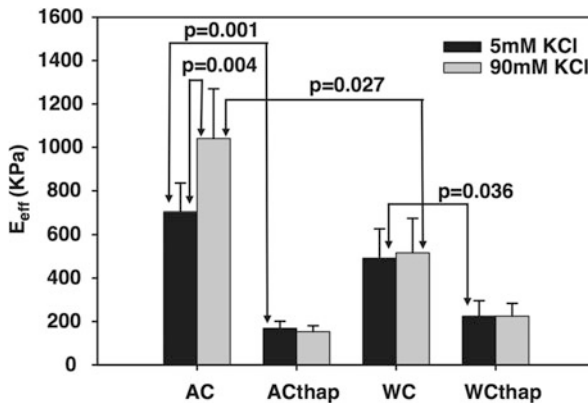 1600
1400
1200
1000
800
600
400
200
0
E_eff (KPa)
p=0.001
p=0.004
p=0.027
p=0.036
5mM KCl
90mM KCl
AC
ACthap
WC
WCthap